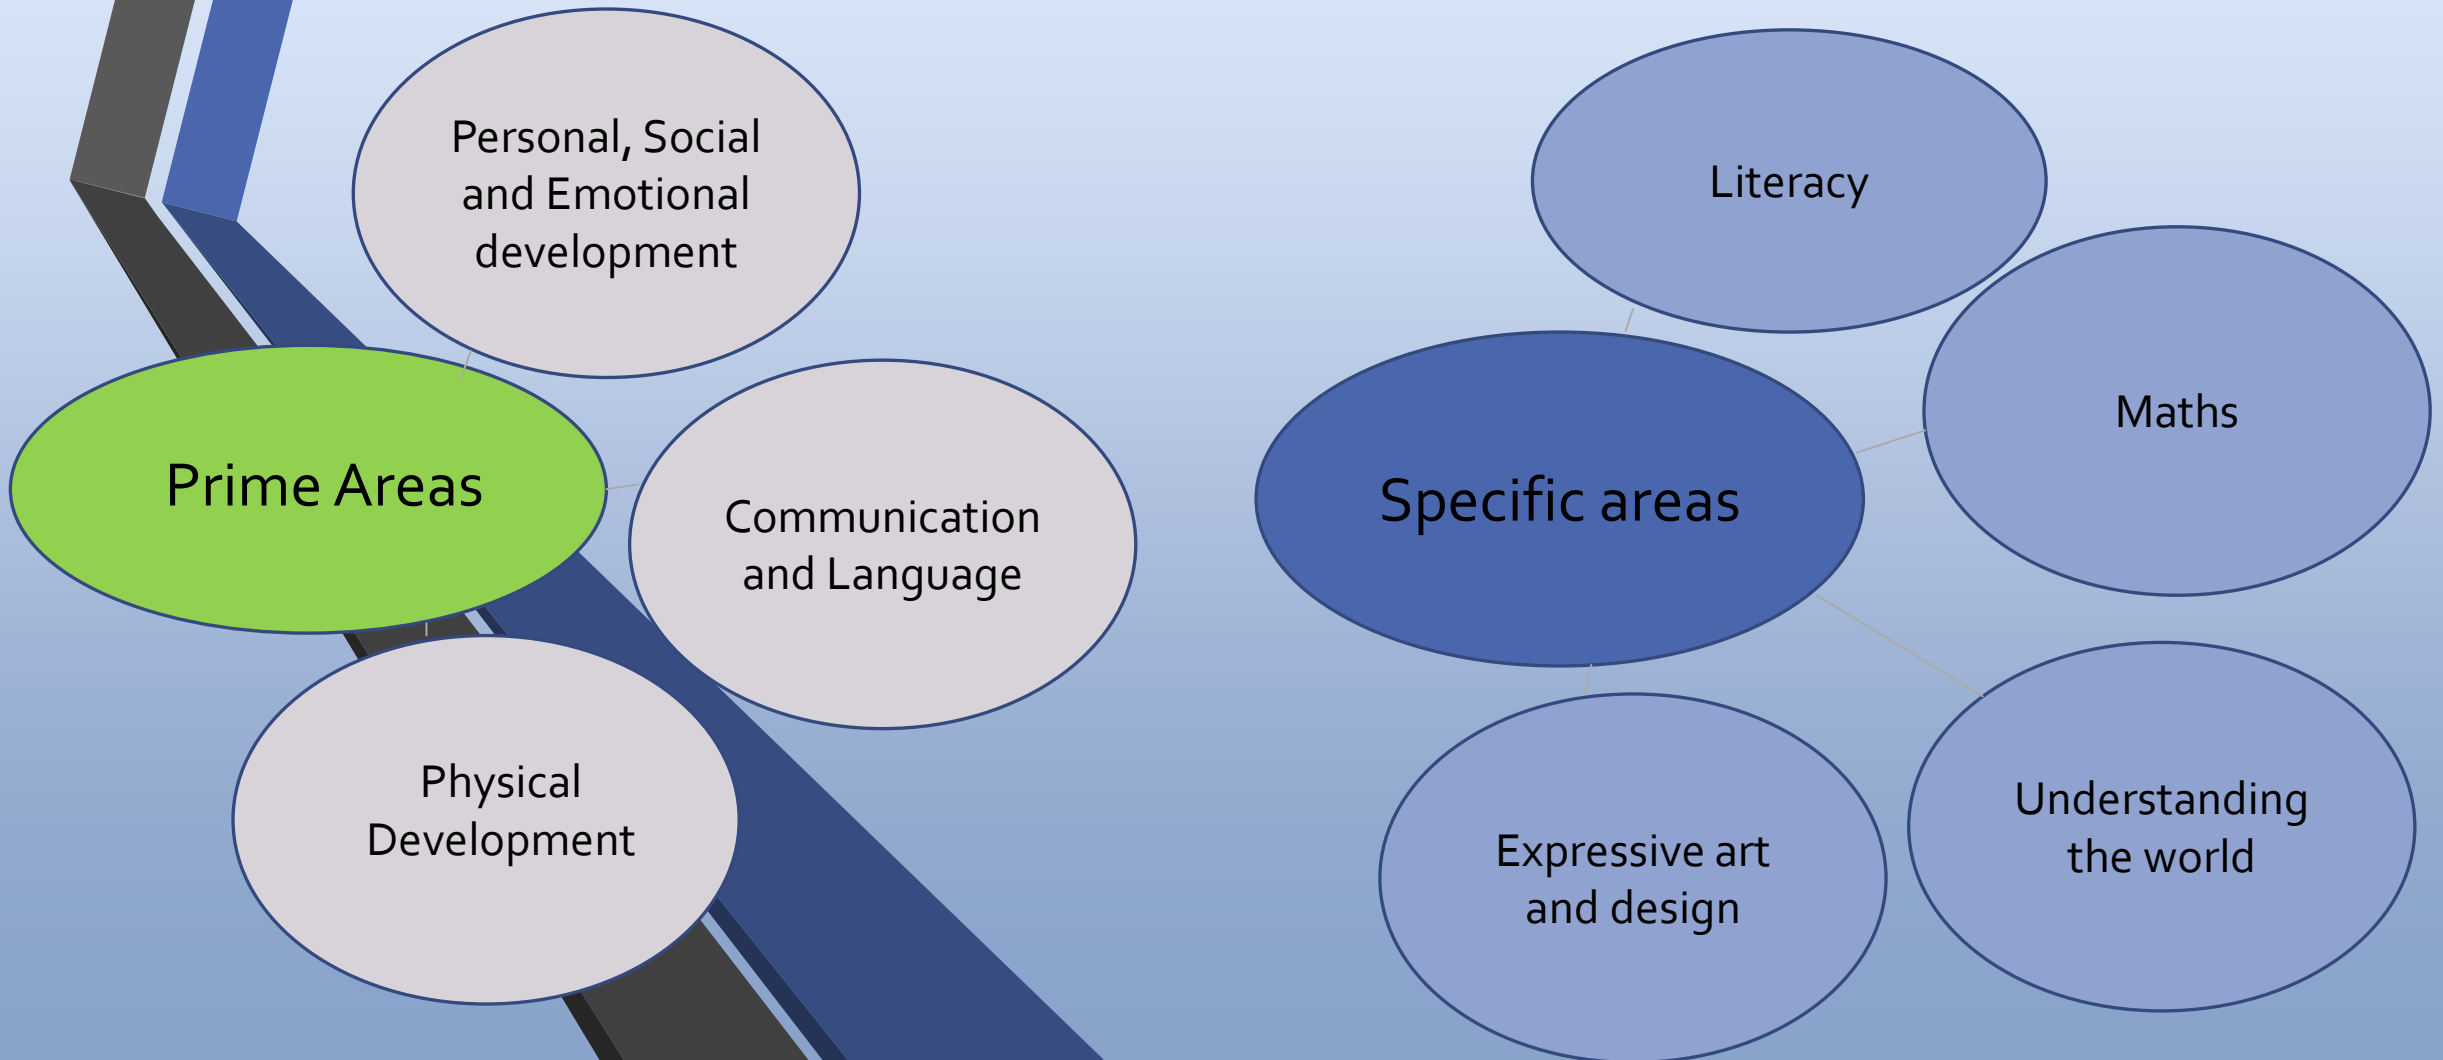 Personal, Social
and Emotional
development
Prime Areas
Communication
and Language
Physical
Development
Literacy
Maths
Specific areas
Understanding
the world
Expressive art
and design